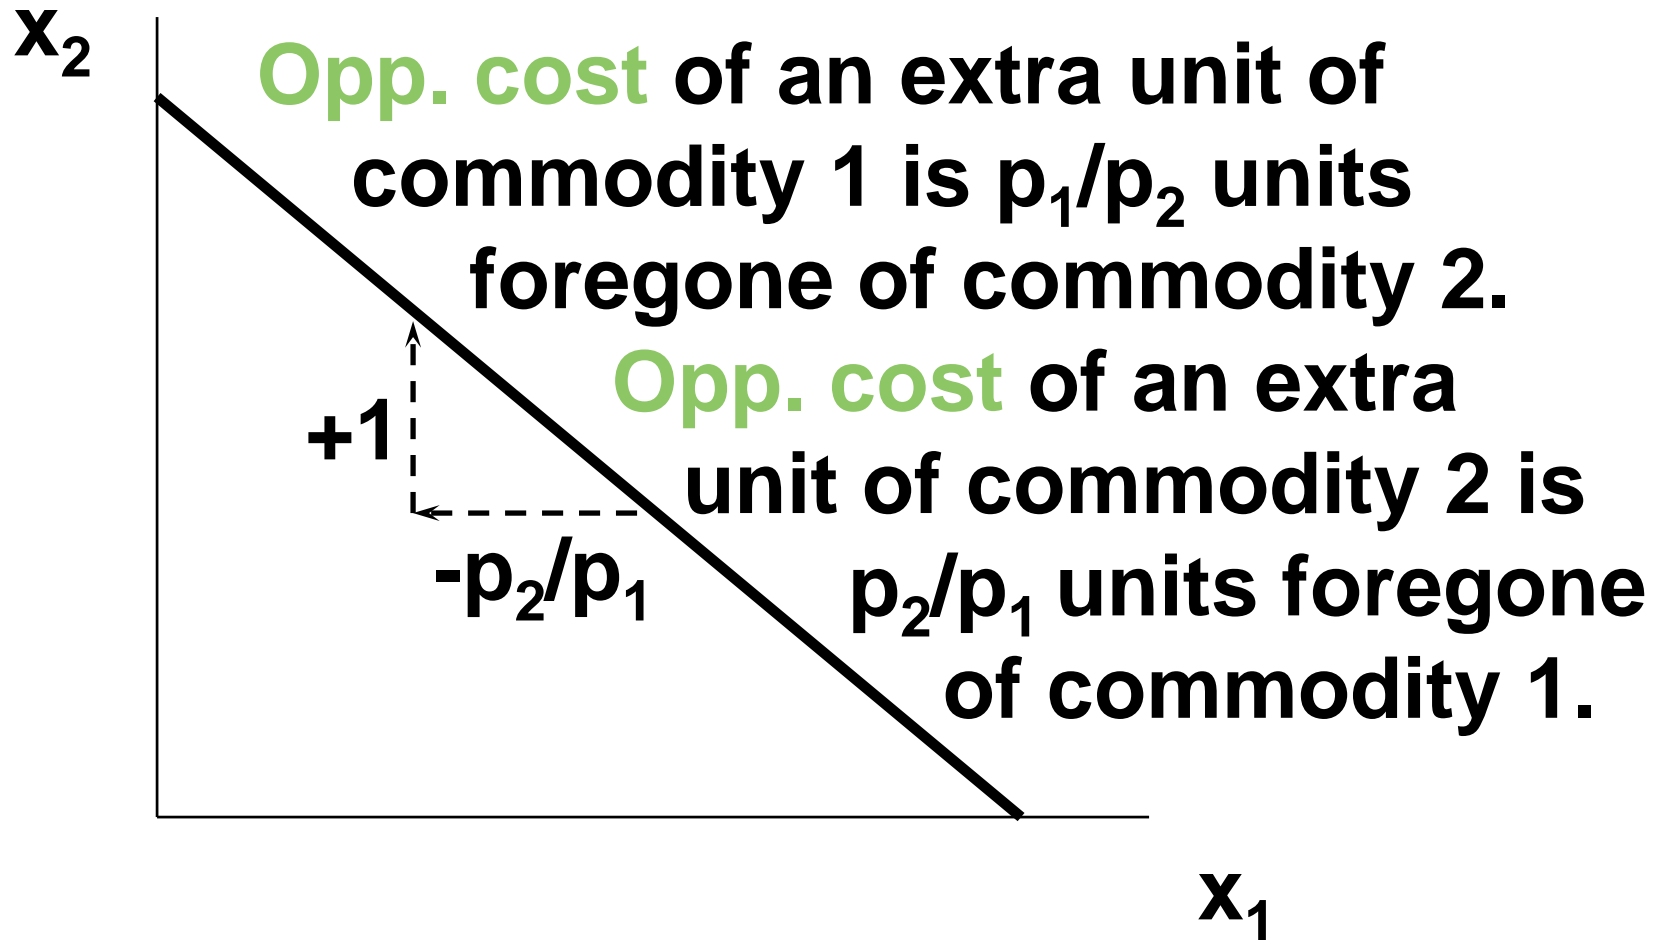 x₂
Opp. cost of an extra unit of
commodity 1 is p₁/p₂ units
foregone of commodity 2.
Opp. cost of an extra
+1
unit of commodity 2 is
-p₂/p₁
p₂/p₁ units foregone
of commodity 1.
x₁